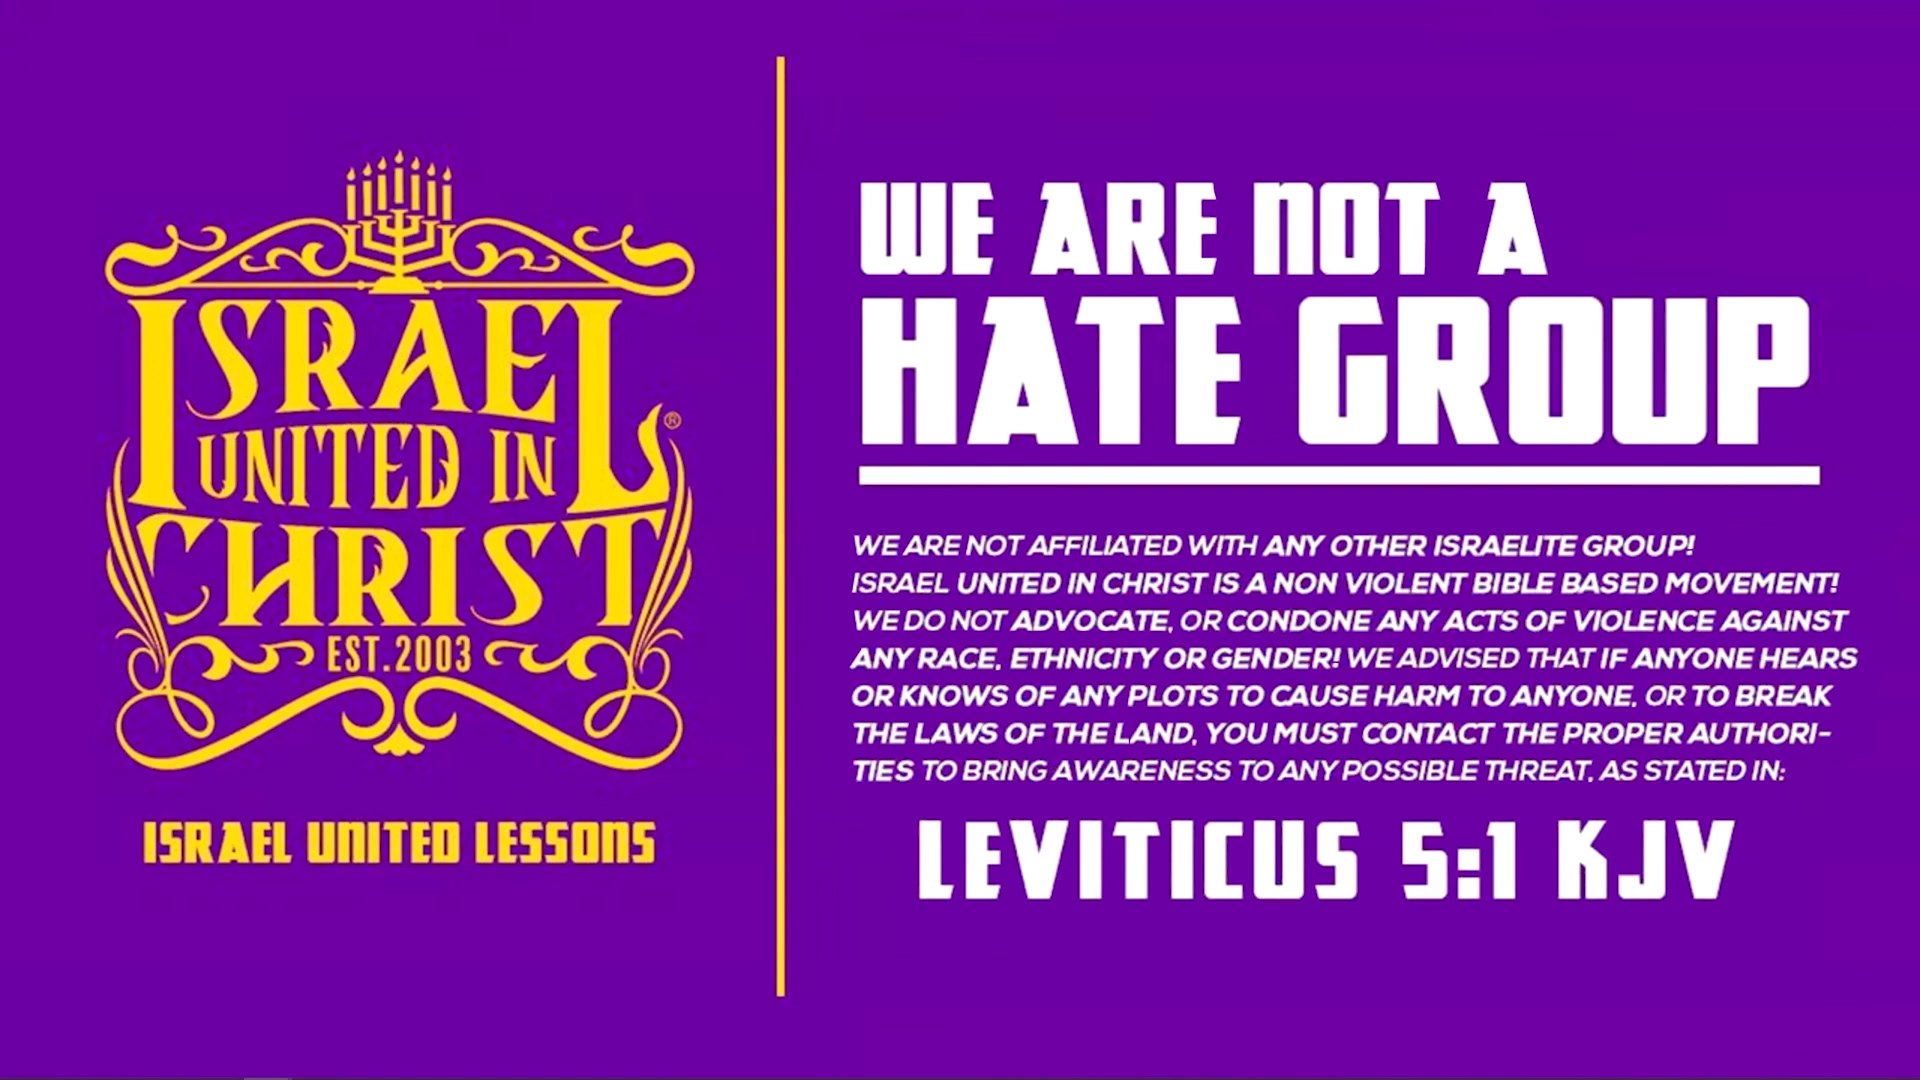 ISRAEL
UNITED IN
CHRIST
®
EST.2003
ISRAEL UNITED LESSONS
WE ARE NOT A
HATE GROUP
WE ARE NOT AFFILIATED WITH ANY OTHER ISRAELITE GROUP!
ISRAEL UNITED IN CHRIST IS A NON VIOLENT BIBLE BASED MOVEMENT!
WE DO NOT ADVOCATE, OR CONDONE ANY ACTS OF VIOLENCE AGAINST
ANY RACE, ETHNICITY OR GENDER! WE ADVISED THAT IF ANYONE HEARS
OR KNOWS OF ANY PLOTS TO CAUSE HARM TO ANYONE, OR TO BREAK
THE LAWS OF THE LAND, YOU MUST CONTACT THE PROPER AUTHORI-
TIES TO BRING AWARENESS TO ANY POSSIBLE THREAT, AS STATED IN:
LEVITICUS 5:1 KJV